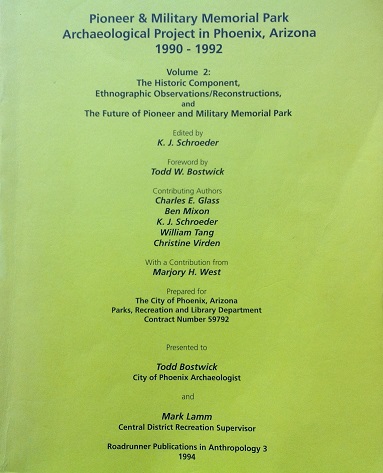 Pioneer & Military Memorial Park
Archaeological Project in Phoenix, Arizona
1990 - 1992
Volume 2:
The Historic Component,
Ethnographic Observations/Reconstructions,
and
The Future of Pioneer and Military Memorial Park
Edited by
K. J. Schroeder
Foreword by
Todd W. Bostwick
Contributing Authors
Charles E. Glass
Ben Mixon
K. J. Schroeder
William Tang
Christine Virden
With a Contribution from
Marjory H. West
Prepared for
The City of Phoenix, Arizona
Parks, Recreation and Library Department
Contract Number 59792
Presented to
Todd Bostwick
City of Phoenix Archaeologist
and
Mark Lamm
Central District Recreation Supervisor
Roadrunner Publications in Anthropology 3
1994